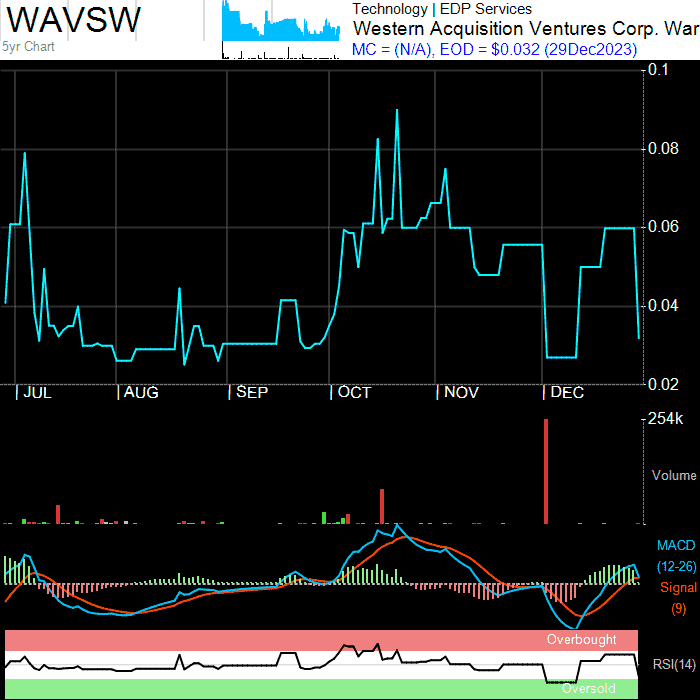 WAVSW
5yr Chart
Technology | EDP Services
Western Acquisition Ventures Corp. War
MC = (N/A), EOD = $0.032 (29Dec2023)
0.1
0.08
0.06
0.04
0.02
JUL AUG SEP OCT NOV DEC
254k
Volume
MACD
(12-26)
Signal
(9)
Overbought
RSI(14)
Oversold